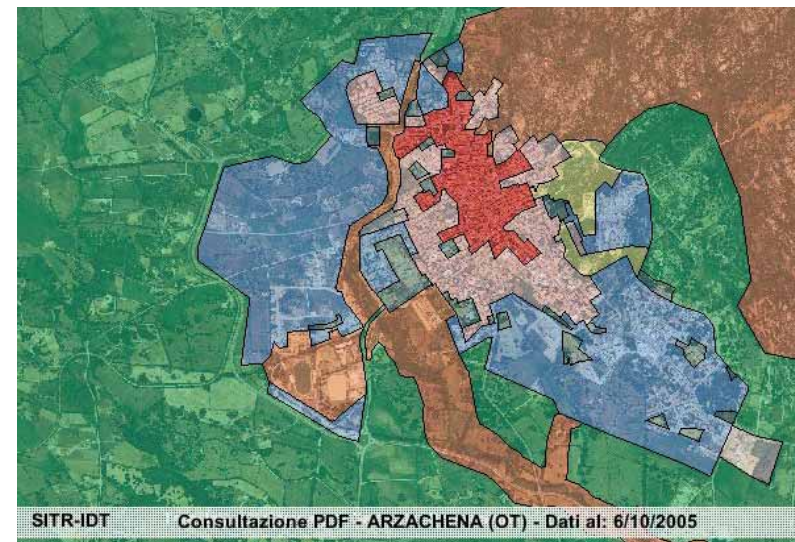 SITR-IDT Consultazione PDF - ARZACHENA (OT) - Dati al: 6/10/2005